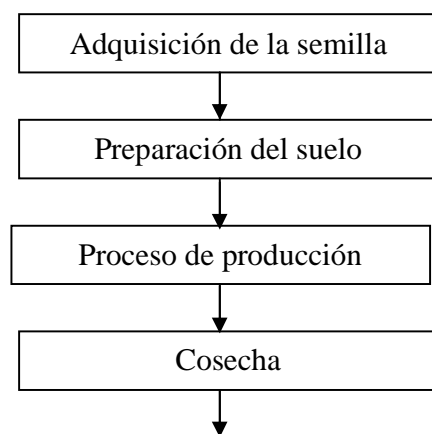 Adquisición de la semilla
Preparación del suelo
Proceso de producción
Cosecha